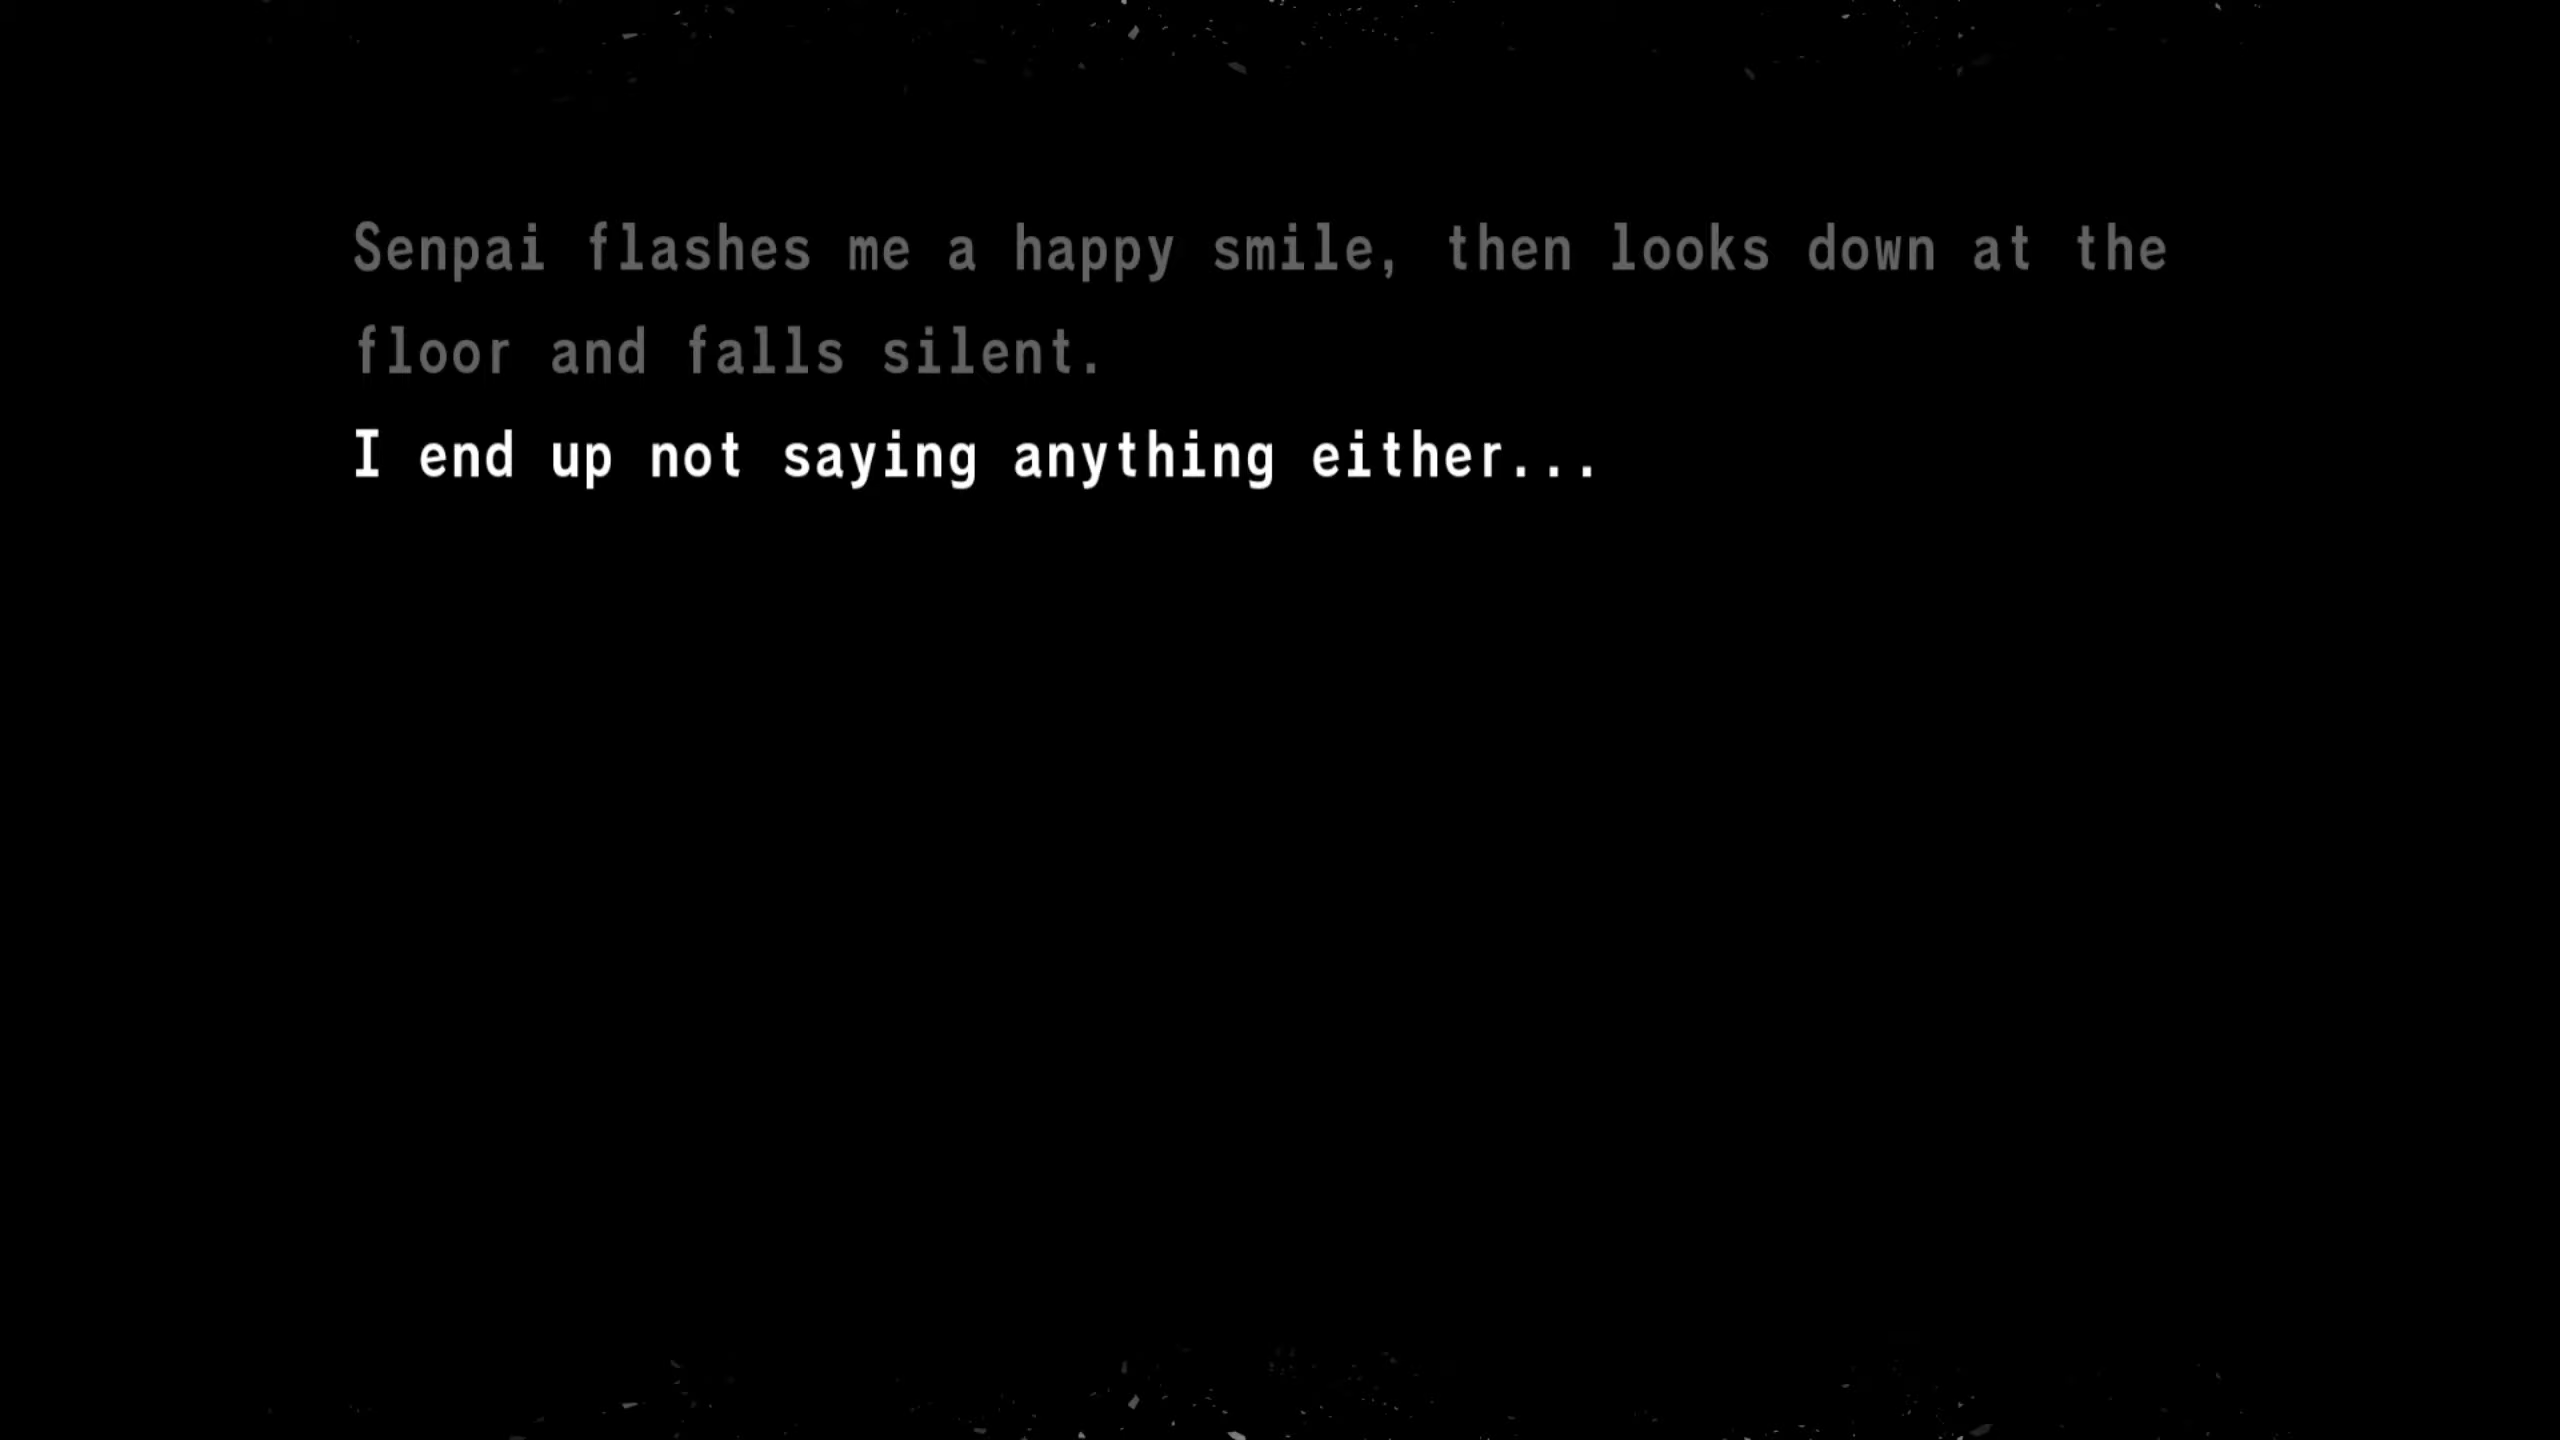 Senpai flashes me a happy smile, then looks down at the
floor and falls silent.
I end up not saying anything either...